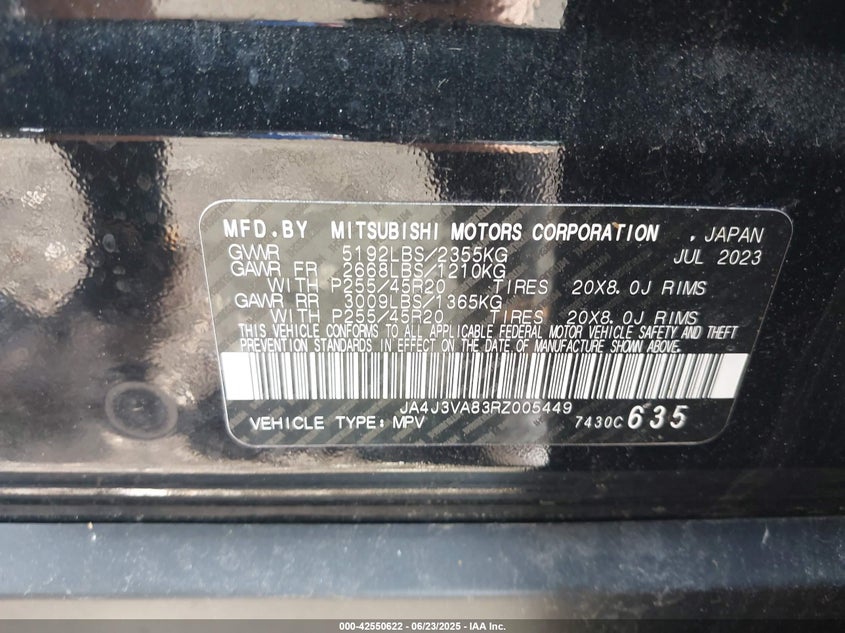 MFD.BY MITSUBISHI MOTORS CORPORATION , JAPAN
GVWR 5192LBS/2355KG JUL 2023
GAWR FR 2668LBS/1210KG
WITH P255/45R20 TIRES 20X8.0J RIMS
GAWR RR 3009LBS/1365KG
WITH P255/45R20 TIRES 20X8.0J RIMS
THIS VEHICLE CONFORMS TO ALL APPLICABLE FEDERAL MOTOR VEHICLE SAFETY AND THEFT
PREVENTION STANDARDS IN EFFECT ON THE DATE OF MANUFACTURE SHOWN ABOVE.
JA4J3VA83RZ005449
VEHICLE TYPE: MPV 7430C 635
000-42550622 - 06/23/2025 - IAA Inc.